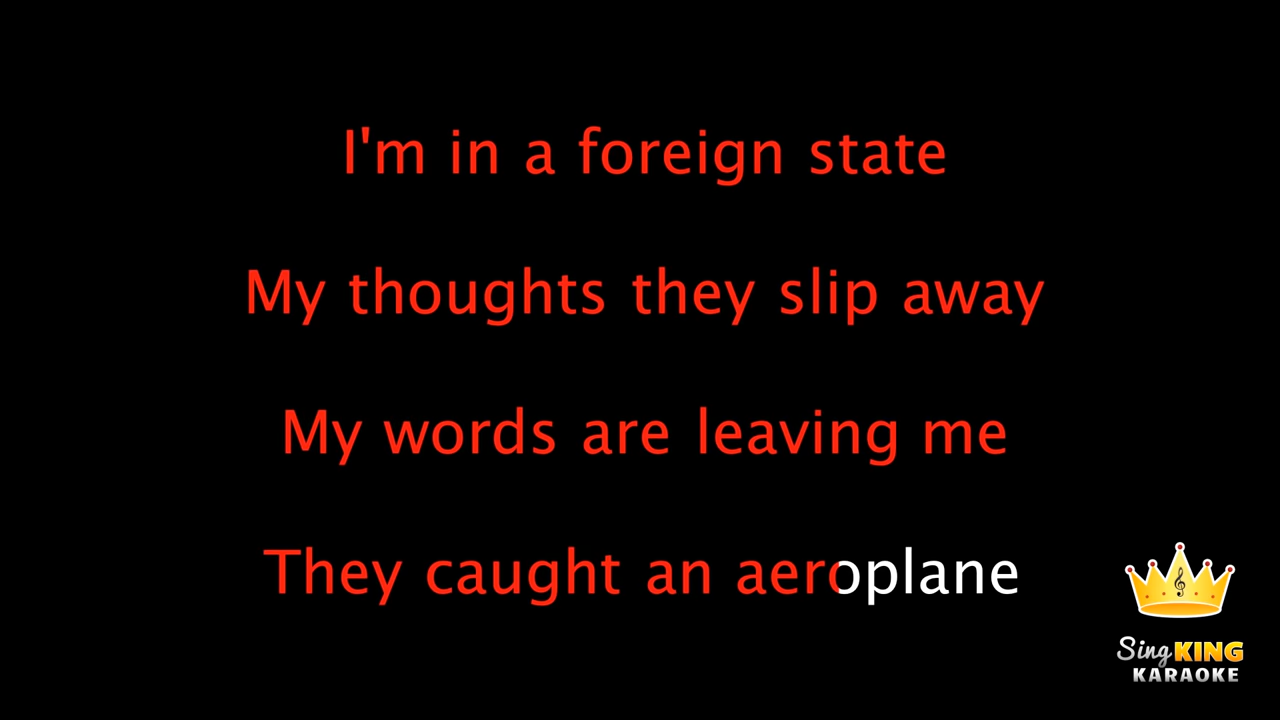 I'm in a foreign state
My thoughts they slip away
My words are leaving me
They caught an aeroplane
Sing KING
KARAOKE